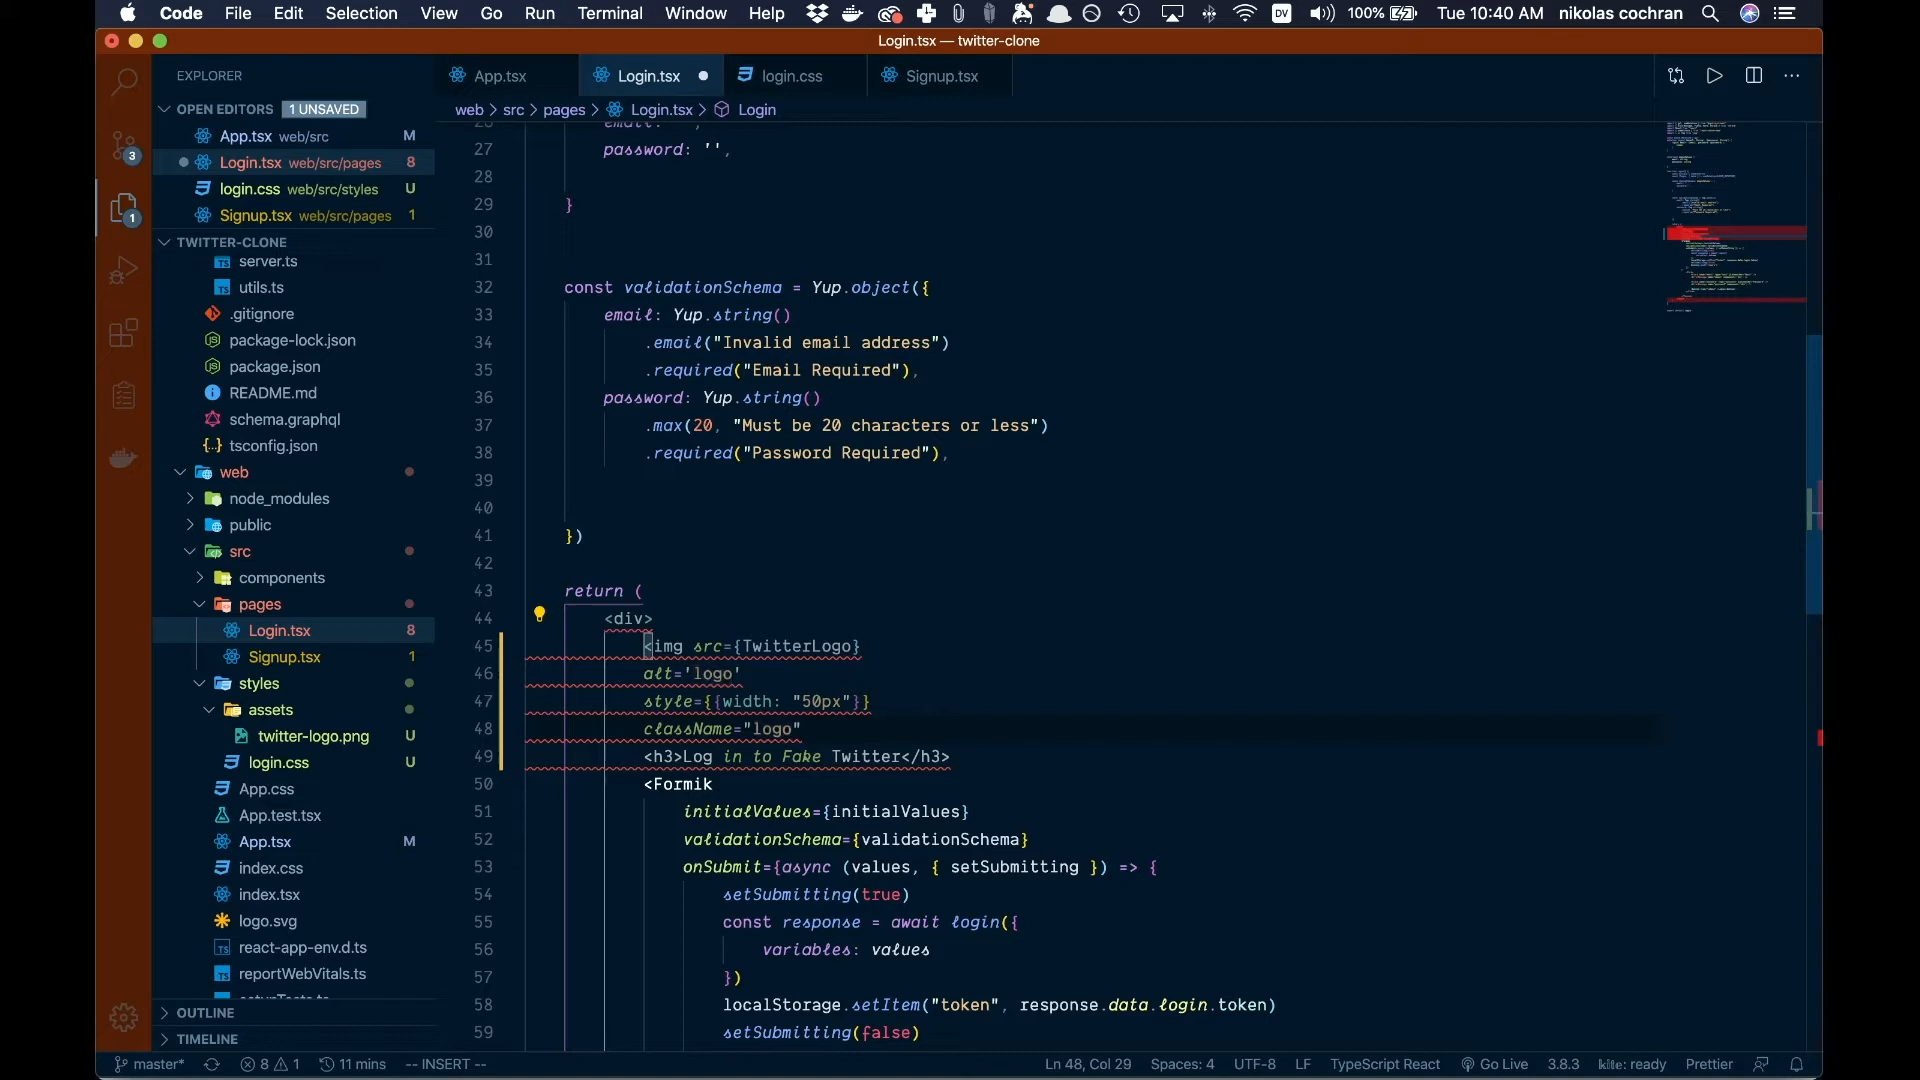 Code File Edit Selection View Go Run Terminal Window Help DV 100% Tue 10:40 AM nikolas cochran
Login.tsx — twitter-clone
EXPLORER
OPEN EDITORS 1 UNSAVED
App.tsx web/src M
Login.tsx web/src/pages 8
login.css web/src/styles U
Signup.tsx web/src/pages 1
TWITTER-CLONE
server.ts
utils.ts
.gitignore
package-lock.json
package.json
README.md
schema.graphql
tsconfig.json
web
node_modules
public
src
components
pages
Login.tsx 8
Signup.tsx 1
styles
assets
twitter-logo.png U
login.css U
App.css
App.test.tsx
App.tsx M
index.css
index.tsx
logo.svg
react-app-env.d.ts
reportWebVitals.ts
OUTLINE
TIMELINE
3
1
App.tsx Login.tsx login.css Signup.tsx
web > src > pages > Login.tsx > Login
27 password: '',
28
29 }
30
31
32 const validationSchema = Yup.object({
33 email: Yup.string()
34 .email("Invalid email address")
35 .required("Email Required"),
36 password: Yup.string()
37 .max(20, "Must be 20 characters or less")
38 .required("Password Required"),
39
40
41 })
42
43 return (
44 <div>
45 <img src={TwitterLogo}
46 alt='logo'
47 style={{width: "50px"}}
48 className="logo"
49 <h3>Log in to Fake Twitter</h3>
50 <Formik
51 initialValues={initialValues}
52 validationSchema={validationSchema}
53 onSubmit={async (values, { setSubmitting }) => {
54 setSubmitting(true)
55 const response = await login({
56 variables: values
57 })
58 localStorage.setItem("token", response.data.login.token)
59 setSubmitting(false)
master* 8 1 11 mins -- INSERT -- Ln 48, Col 29 Spaces: 4 UTF-8 LF TypeScript React Go Live 3.8.3 kite: ready Prettier